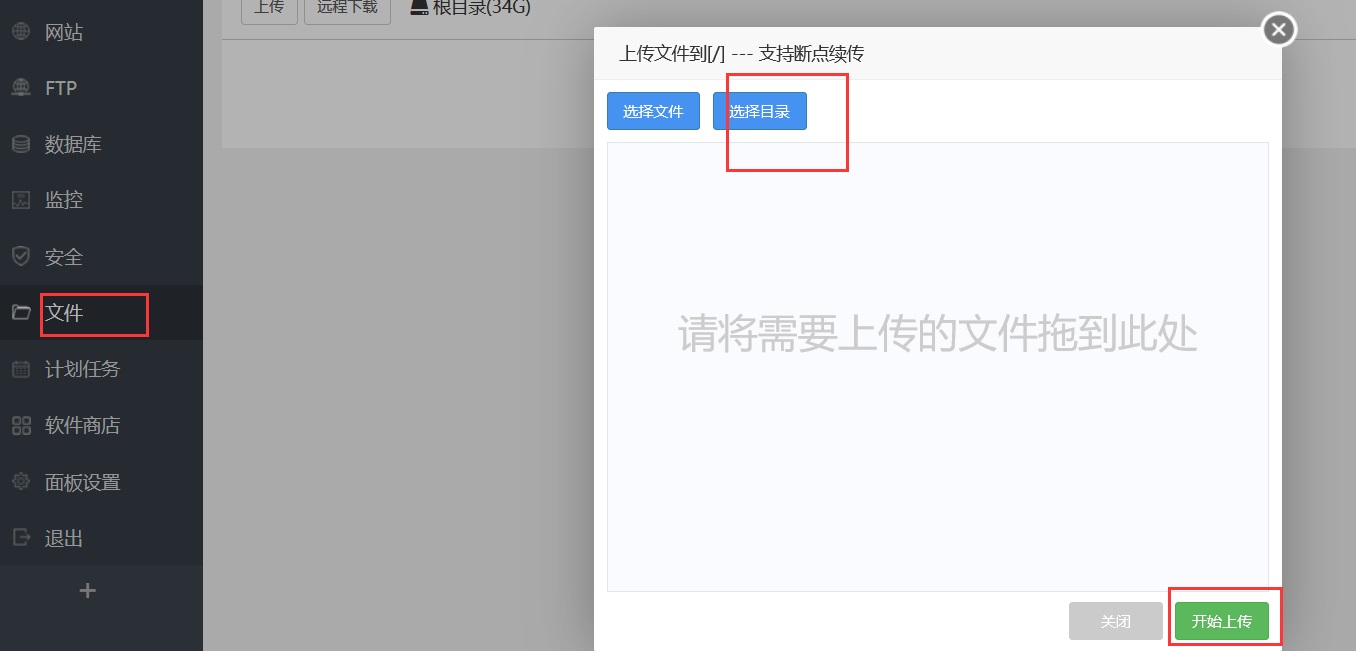 网站
FTP
数据库
监控
安全
文件
计划任务
软件商店
面板设置
退出
+
上传
远程下载
根目录(34G)
上传文件到[/] --- 支持断点续传
选择文件
选择目录
请将需要上传的文件拖到此处
关闭
开始上传